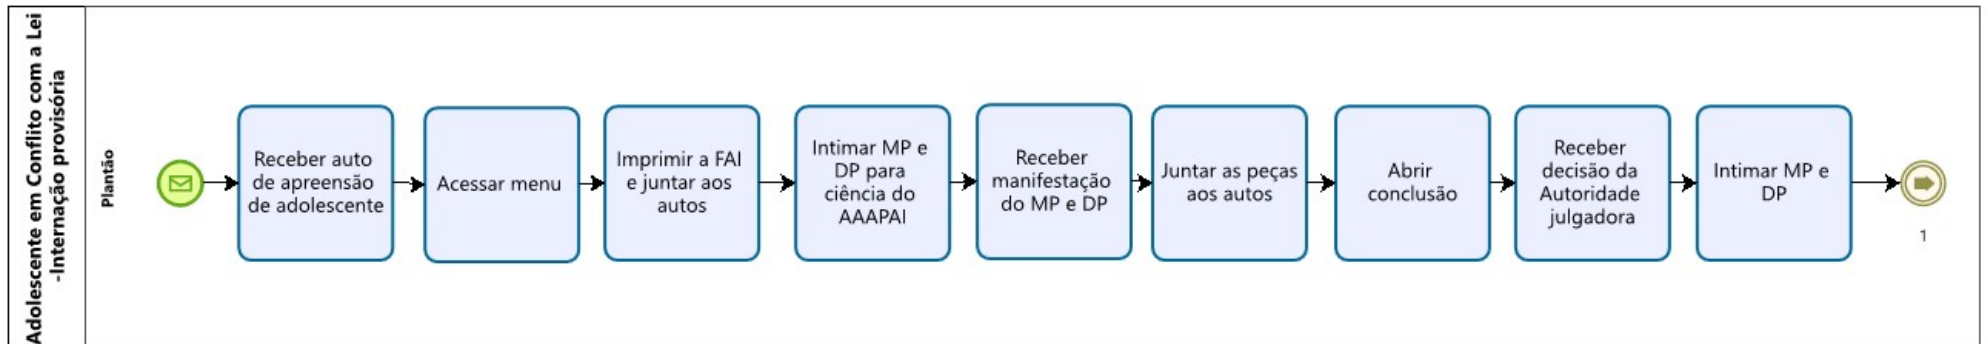 Adolescente em Conflito com a Lei
-Internação provisória
Plantão
Receber auto
de apreensão
de adolescente
Acessar menu
Imprimir a FAI
e juntar aos
autos
Intimar MP e
DP para
ciência do
AAAPAI
Receber
manifestação
do MP e DP
Juntar as peças
aos autos
Abrir
conclusão
Receber
decisão da
Autoridade
julgadora
Intimar MP e
DP
1